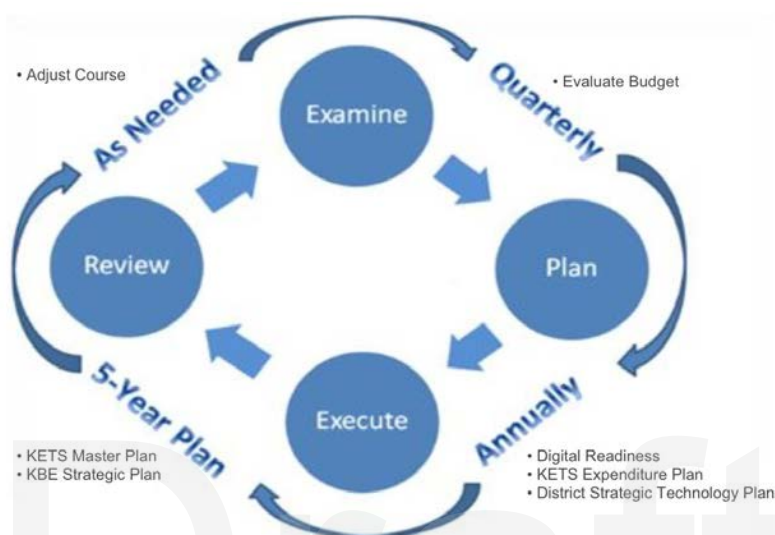 • Adjust Course
As Needed
Examine
Quarterly
• Evaluate Budget
Review
Plan
5-Year Plan
Execute
Annually
• KETS Master Plan
• KBE Strategic Plan
• Digital Readiness
• KETS Expenditure Plan
• District Strategic Technology Plan
Draft